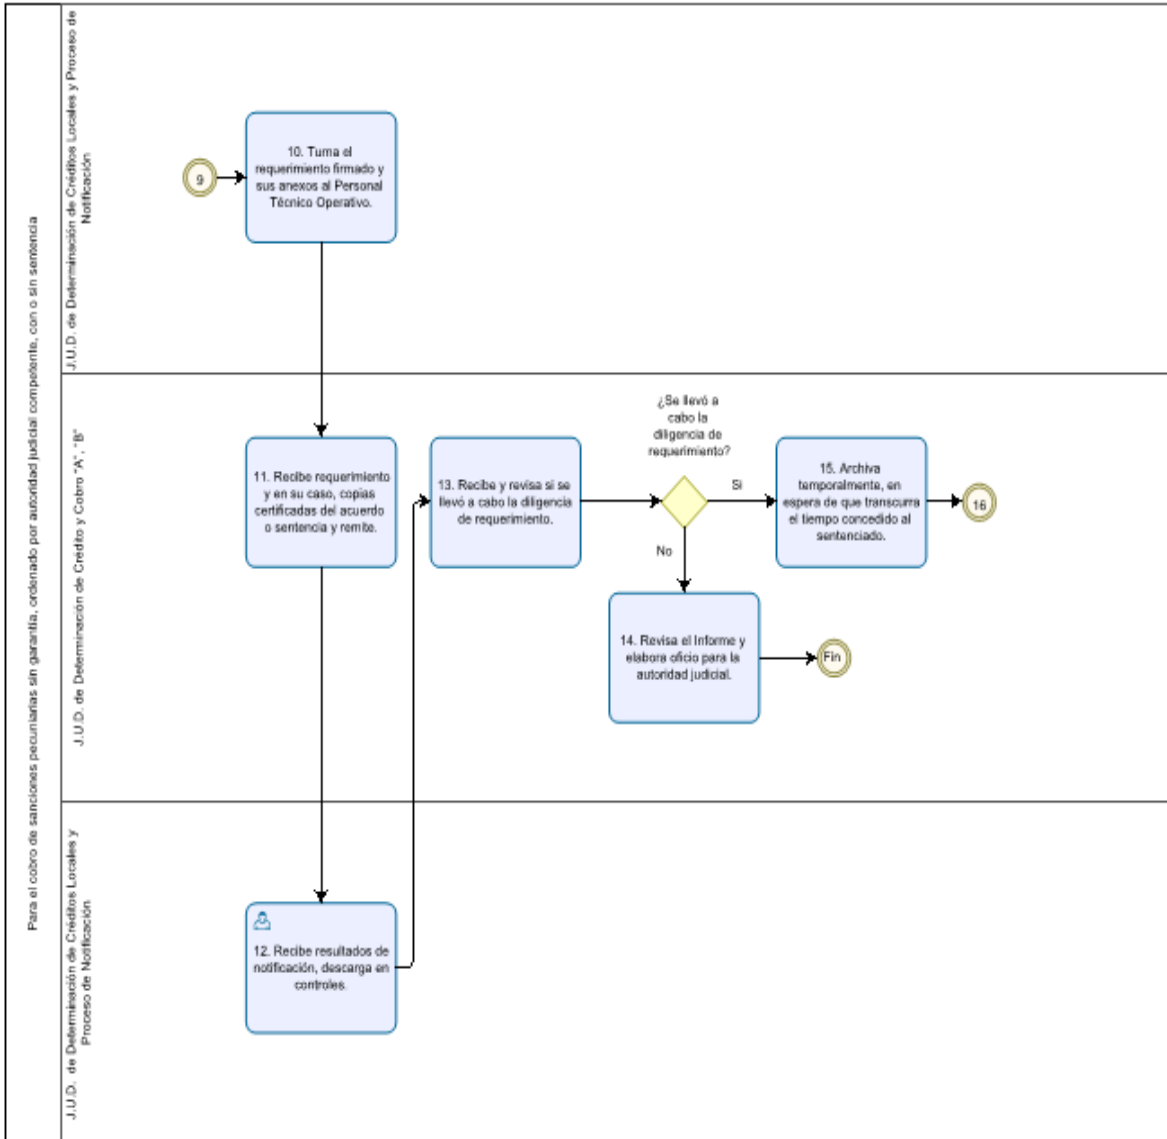 Para el cobro de sanciones pecuniarias sin garantía, ordenado por autoridad judicial competente, con o sin sentencia
J.U.D. de Determinación de Créditos Locales y Proceso de
Notificación
9
10. Turna el
requerimiento firmado y
sus anexos al Personal
Técnico Operativo.
J.U.D. de Determinación de Crédito y Cobro "A", "B"
11. Recibe requerimiento
y en su caso, copias
certificadas del acuerdo
o sentencia y remite.
13. Recibe y revisa si se
llevó a cabo la diligencia
de requerimiento.
¿Se llevó a
cabo la
diligencia de
requerimiento?
Si
No
15. Archiva
temporalmente, en
espera de que transcurra
el tiempo concedido al
sentenciado.
16
14. Revisa el Informe y
elabora oficio para la
autoridad judicial.
Fin
J.U.D. de Determinación de Créditos Locales y
Proceso de Notificación
12. Recibe resultados de
notificación, descarga en
controles.